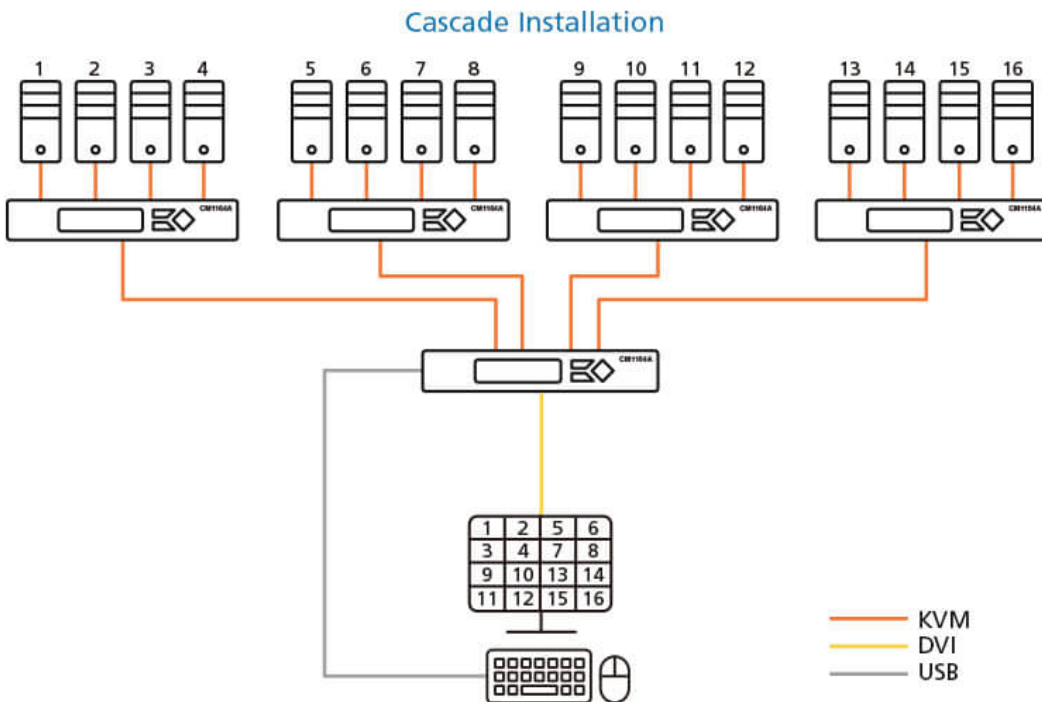 Cascade Installation
1 2 3 4 5 6 7 8 9 10 11 12 13 14 15 16
CM1164A CM1164A CM1164A CM1164A
CM1164A
1 2 5 6
3 4 7 8
9 10 13 14
11 12 15 16
KVM
DVI
USB